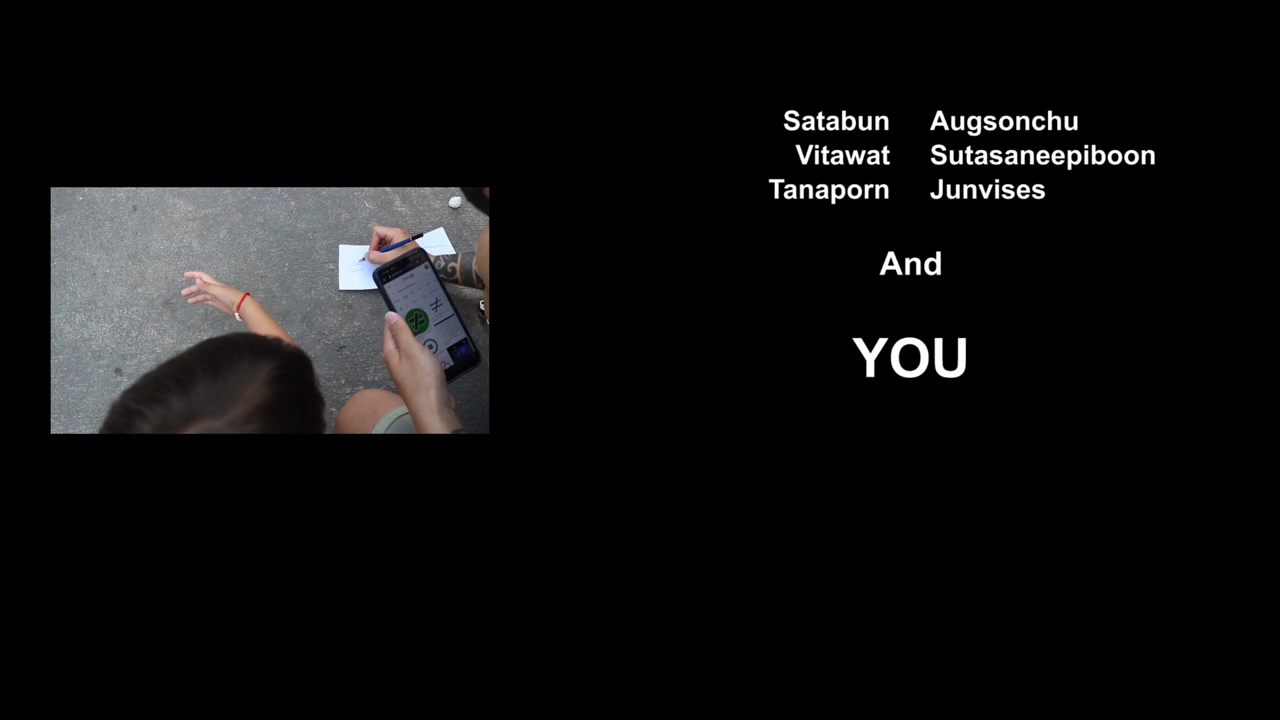 Satabun Augsonchu
Vitawat Sutasaneepiboon
Tanaporn Junvises
And
YOU